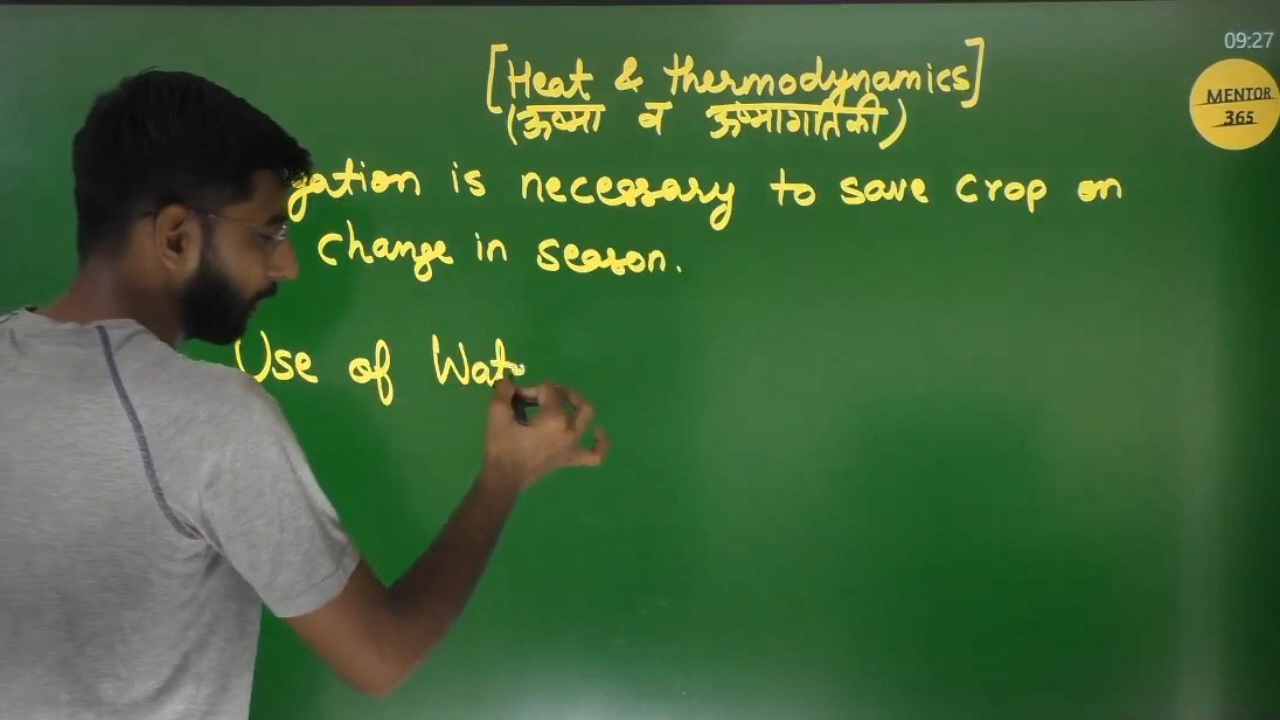 09:27
[Heat & thermodynamics]
MENTOR
365
(ऊष्मा व ऊष्मागतिकी)
gation is necessary to save crop on
change in season.
Use of Wat